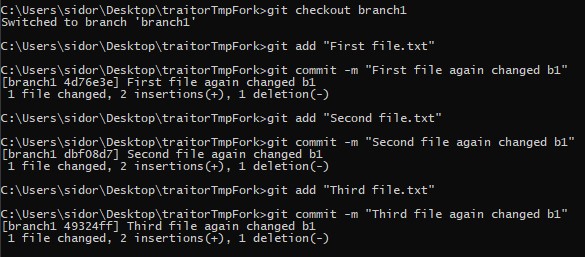 C:\Users\sidor\Desktop\traitorTmpFork>git checkout branch1
Switched to branch 'branch1'
C:\Users\sidor\Desktop\traitorTmpFork>git add "First file.txt"
C:\Users\sidor\Desktop\traitorTmpFork>git commit -m "First file again changed b1"
[branch1 4d76e3e] First file again changed b1
 1 file changed, 2 insertions(+), 1 deletion(-)
C:\Users\sidor\Desktop\traitorTmpFork>git add "Second file.txt"
C:\Users\sidor\Desktop\traitorTmpFork>git commit -m "Second file again changed b1"
[branch1 dbf08d7] Second file again changed b1
 1 file changed, 2 insertions(+), 1 deletion(-)
C:\Users\sidor\Desktop\traitorTmpFork>git add "Third file.txt"
C:\Users\sidor\Desktop\traitorTmpFork>git commit -m "Third file again changed b1"
[branch1 49324ff] Third file again changed b1
 1 file changed, 2 insertions(+), 1 deletion(-)